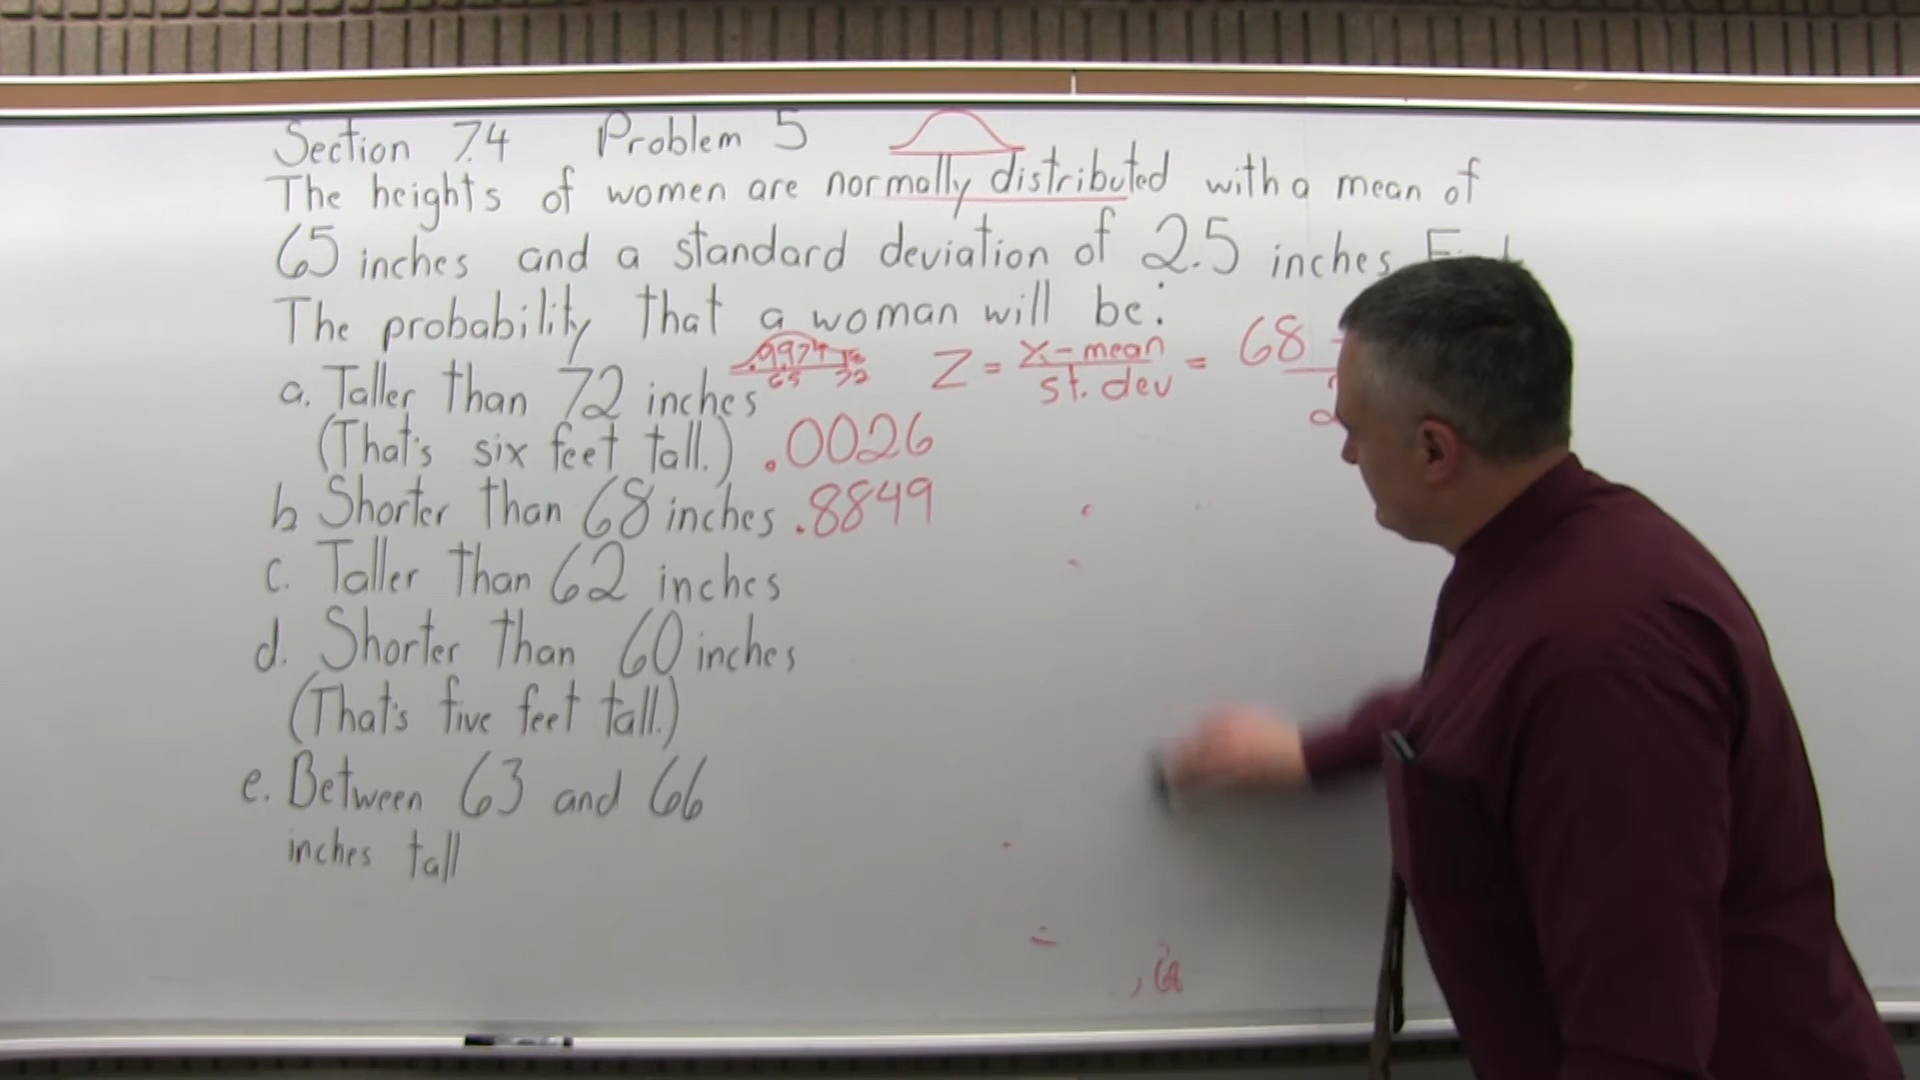 Section 7.4 Problem 5
The heights of women are normally distributed with a mean of
65 inches and a standard deviation of 2.5 inches
The probability that a woman will be:
a. Taller than 72 inches
.9974
65 72
Z = x-mean / st. dev = 68
(That's six feet tall.) .0026
b Shorter than 68 inches .8849
c. Taller than 62 inches
d. Shorter than 60 inches
(That's five feet tall.)
e. Between 63 and 66
inches tall